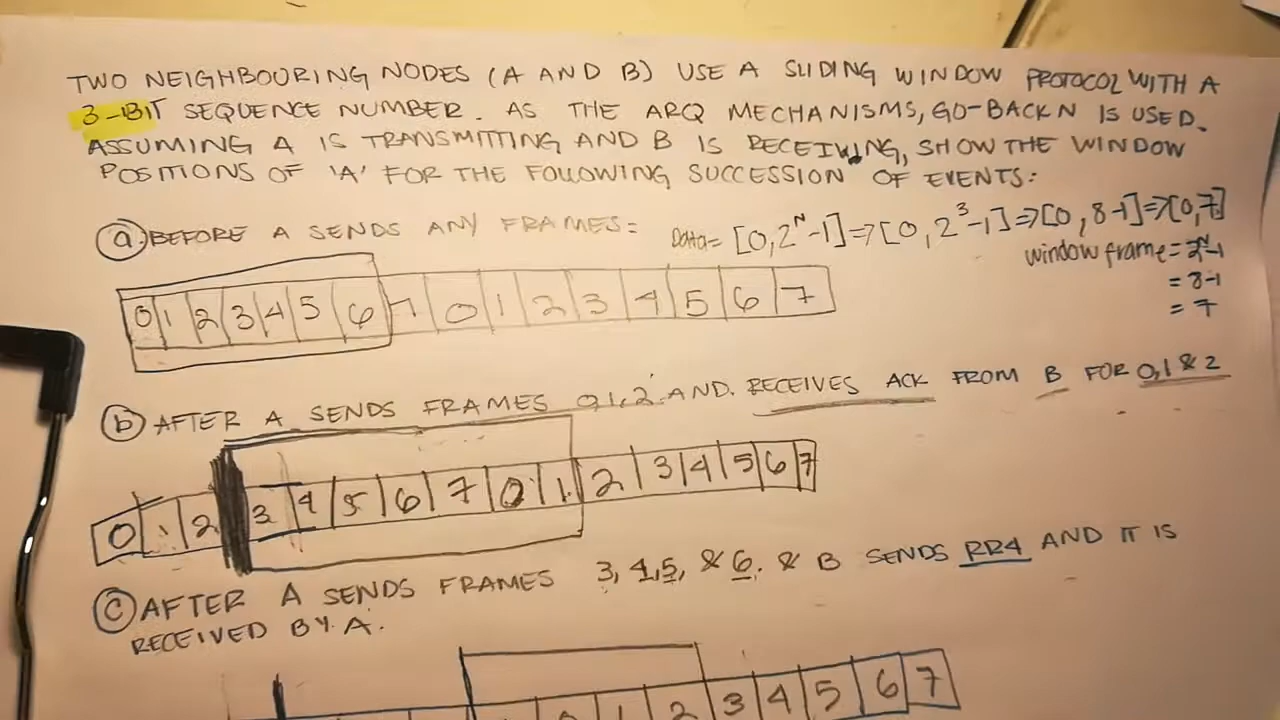 TWO NEIGHBOURING NODES (A AND B) USE A SLIDING WINDOW PROTOCOL WITH A
3-BIT SEQUENCE NUMBER. AS THE ARQ MECHANISMS, GO-BACK N IS USED.
ASSUMING A IS TRANSMITTING AND B IS RECEIVING, SHOW THE WINDOW
POSITIONS OF 'A' FOR THE FOLLOWING SUCCESSION OF EVENTS:
(a) BEFORE A SENDS ANY FRAMES: Data = [0, 2^N-1] => [0, 2^3-1] => [0, 8-1] => [0,7]
window frame = 2^N-1
= 8-1
= 7
0 1 2 3 4 5 6 7 0 1 2 3 4 5 6 7
(b) AFTER A SENDS FRAMES 0,1,2 AND RECEIVES ACK FROM B FOR 0,1 & 2
0 1 2 3 4 5 6 7 0 1 2 3 4 5 6 7
(c) AFTER A SENDS FRAMES 3, 4, 5, & 6. & B SENDS RR4 AND IT IS
RECEIVED BY A.
0 1 2 3 4 5 6 7